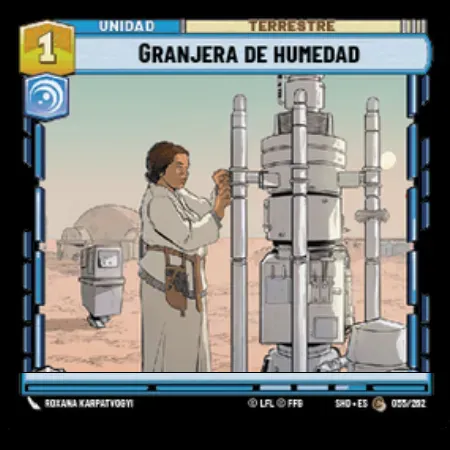 UNIDAD
TERRESTRE
1
GRANJERA DE HUMEDAD
ROXANA KARPATVOGYI
© LFL © FFG
SHD • ES
C
055/262